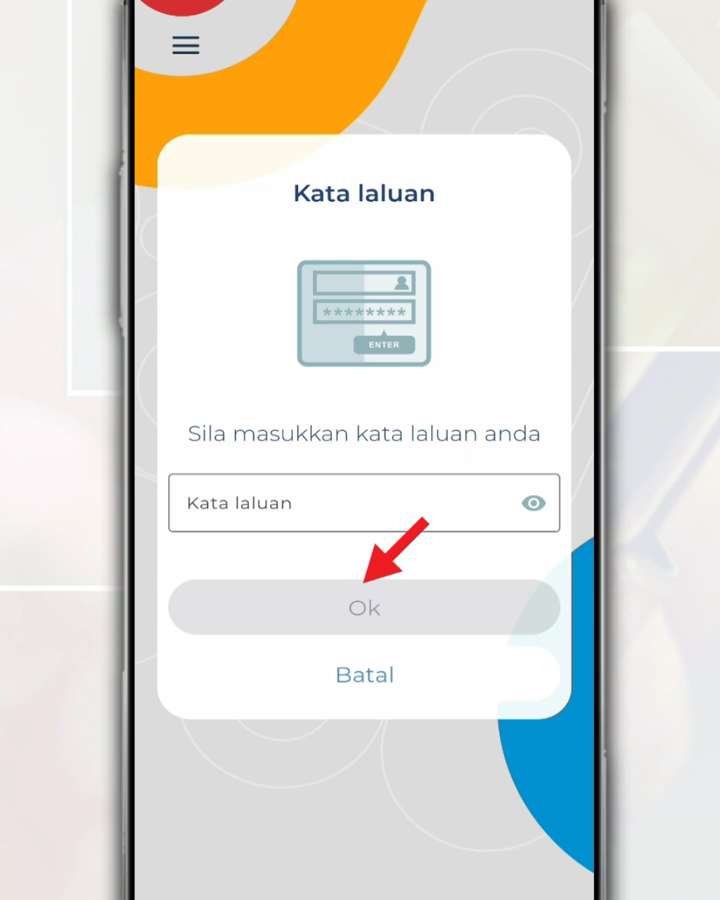 Kata laluan
********
ENTER
Sila masukkan kata laluan anda
Kata laluan
Ok
Batal